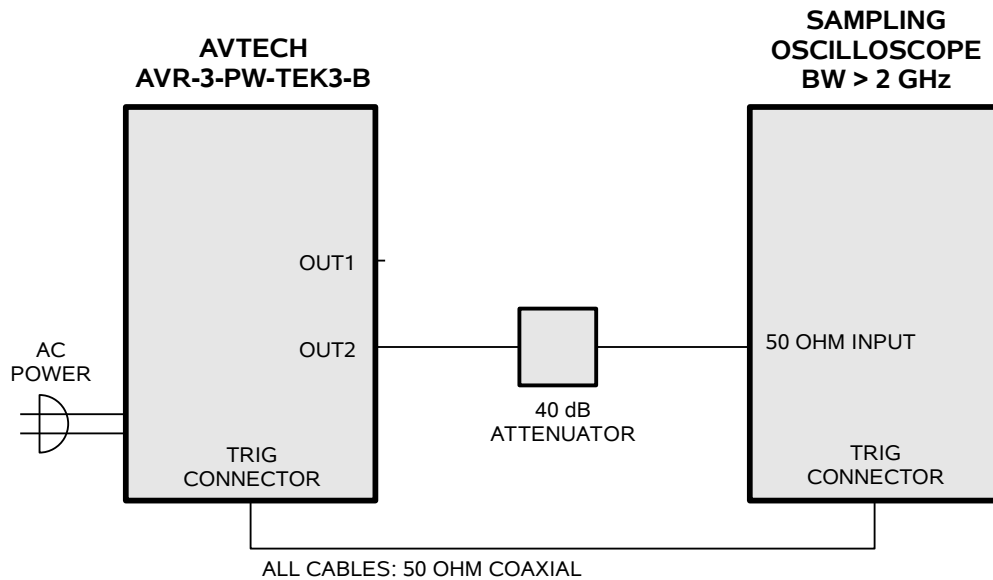 AVTECH
AVR-3-PW-TEK3-B
SAMPLING
OSCILLOSCOPE
BW > 2 GHz
OUT1
OUT2
50 OHM INPUT
AC
POWER
40 dB
ATTENUATOR
TRIG
CONNECTOR
TRIG
CONNECTOR
ALL CABLES: 50 OHM COAXIAL